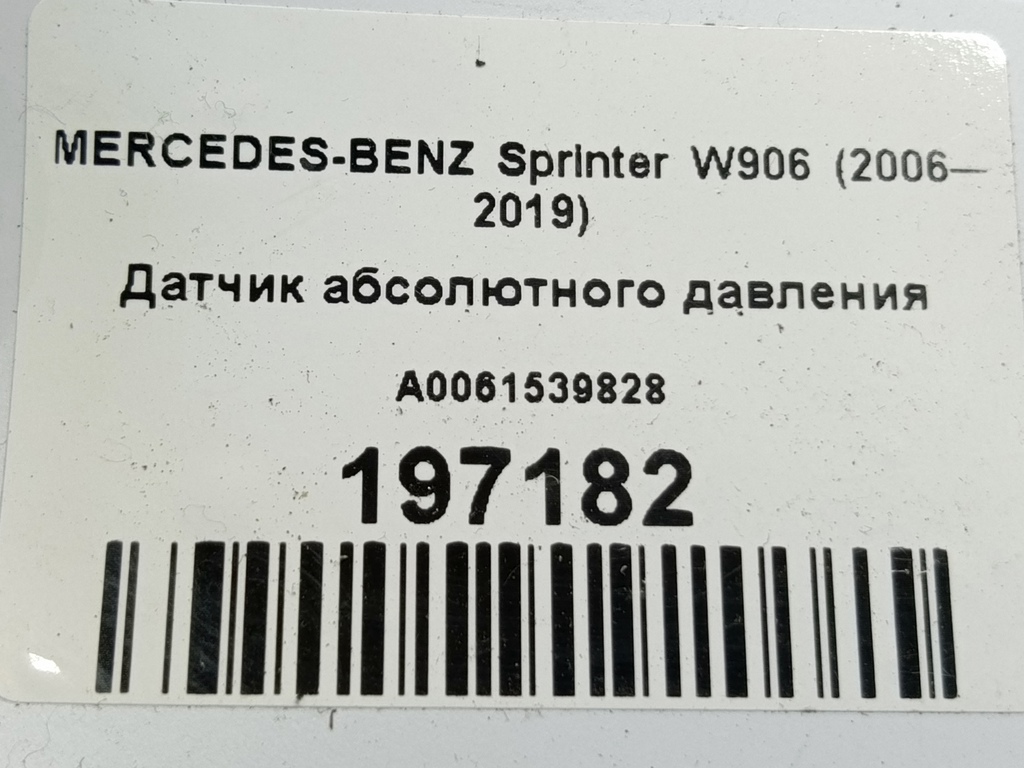 MERCEDES-BENZ Sprinter W906 (2006—
2019)
Датчик абсолютного давления
A0061539828
197182